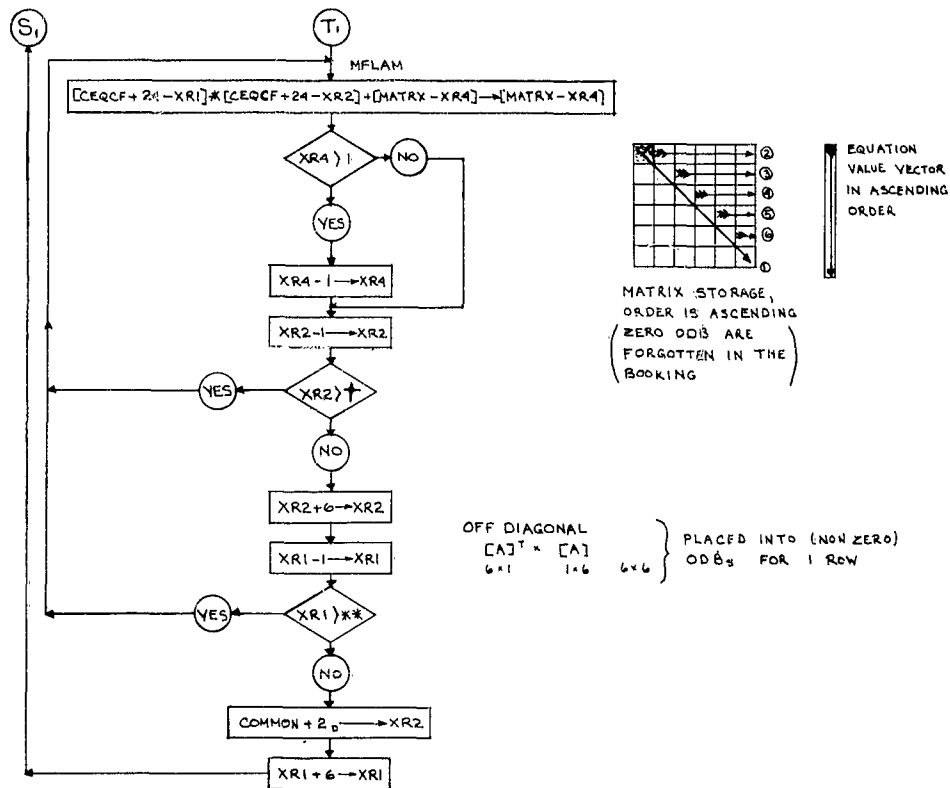 S1
T1
MFLAM
[CEQCF+24-XR1]*[CEQCF+24-XR2]+[MATRX-XR4]→[MATRX-XR4]
XR4>1
NO
YES
XR4-1→XR4
XR2-1→XR2
XR2>†
YES
NO
XR2+6→XR2
XR1-1→XR1
XR1>**
YES
NO
COMMON+2D→XR2
XR1+6→XR1
②
③
④
⑤
⑥
①
MATRIX STORAGE,
ORDER IS ASCENDING
(ZERO ODB ARE
FORGOTTEN IN THE
BOOKING)
EQUATION
VALUE VECTOR
IN ASCENDING
ORDER
OFF DIAGONAL
[A]ᵀ × [A]
6×1 1×6 6×6
PLACED INTO (NON ZERO)
ODBs FOR 1 ROW